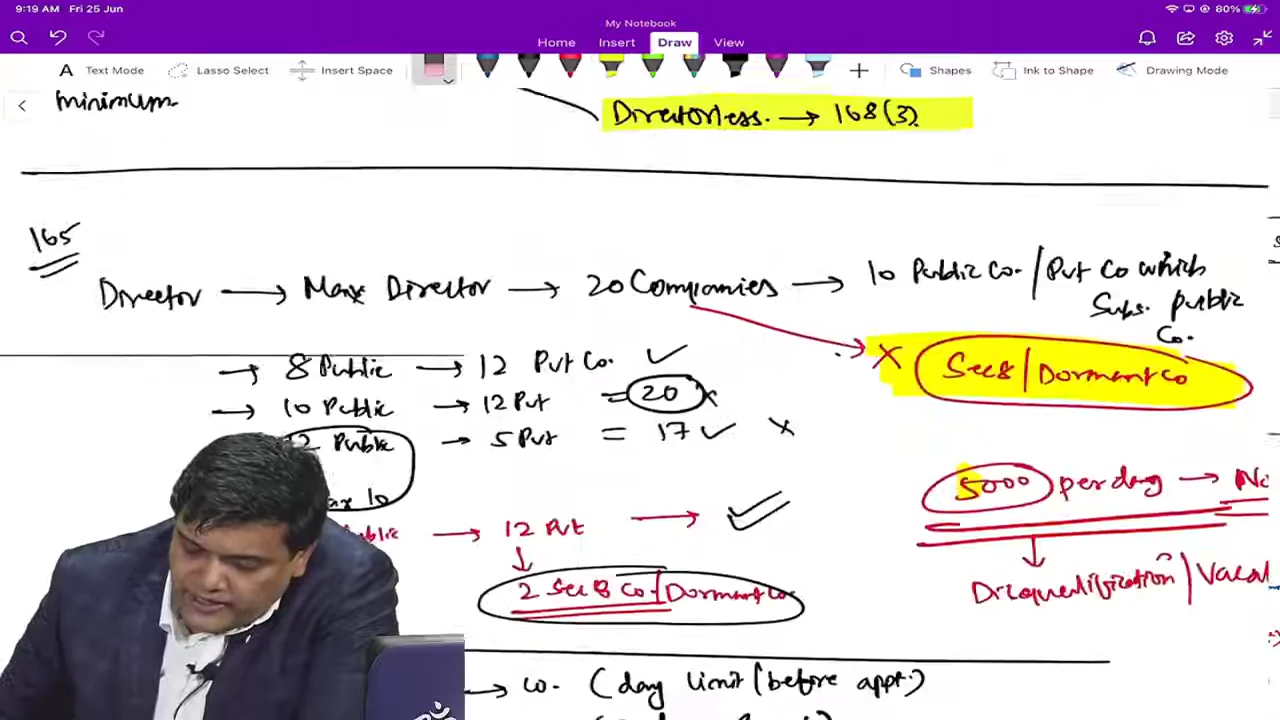 9:19 AM Fri 25 Jun
80%
My Notebook
Home Insert Draw View
Text Mode Lasso Select Insert Space Shapes Ink to Shape Drawing Mode
minimum
Directorless. → 168(3).
165
Director → Max Director → 20 Companies → 10 Public Co. / Pvt Co which
Subs. public
Co.
X Sec 8 | Dormant Co
→ 8 Public → 12 Pvt Co. ✓
→ 10 Public → 12 Pvt = 20 x
12 Public → 5 Pvt = 17 ✓ X
5000 per day →
10
→ 12 Pvt → ✓
2 Sec 8 Co. | Dormant Co
Disqualification /
→ co. (day limit (before appt.)